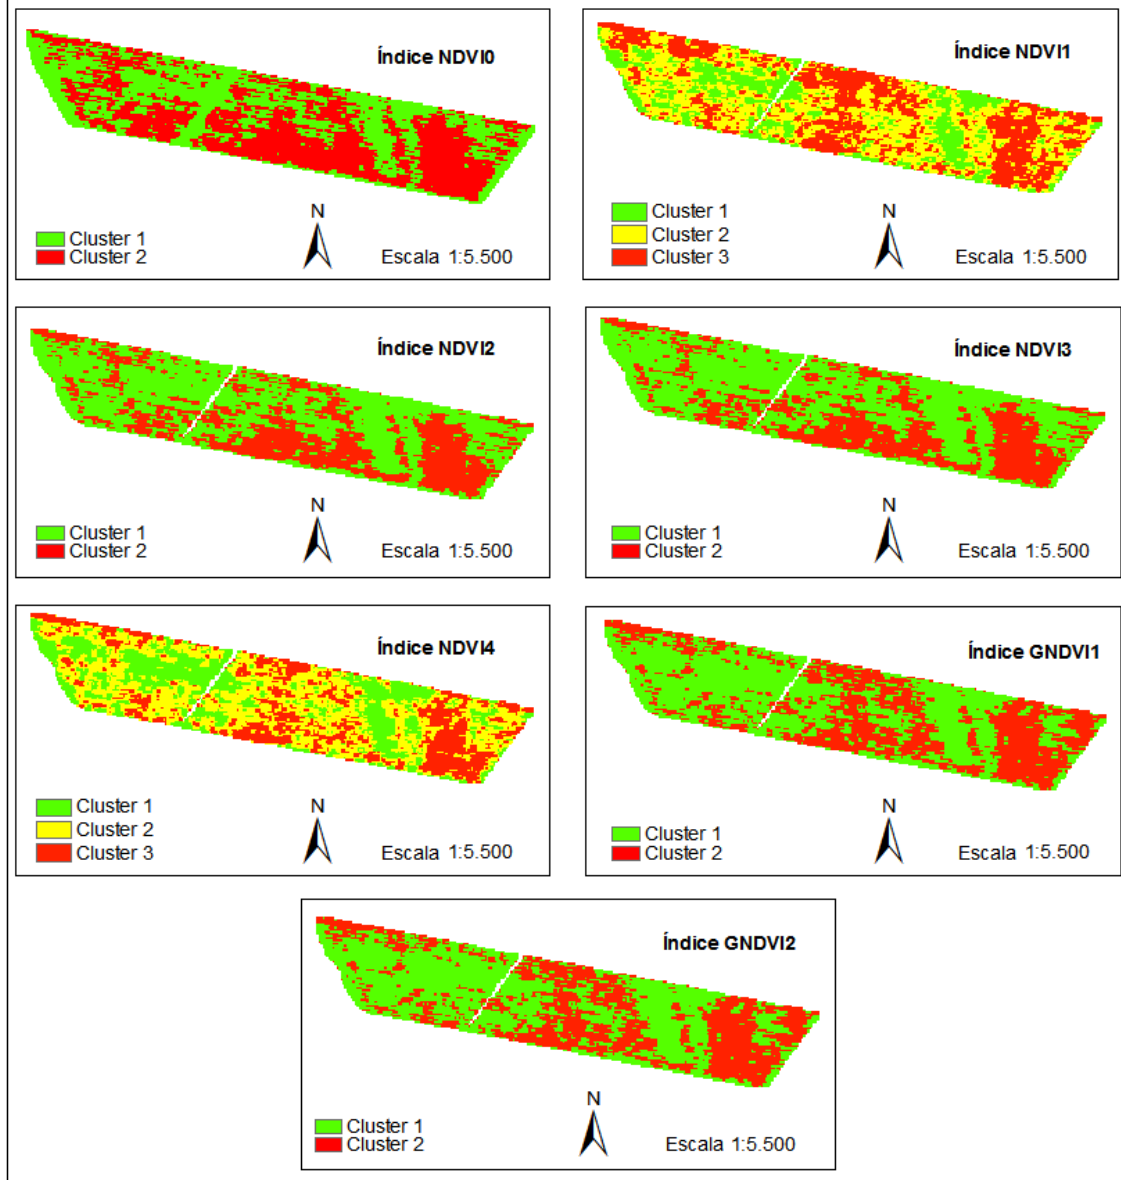 Índice NDVI0
N
Cluster 1
Cluster 2
Escala 1:5.500
Índice NDVI1
N
Cluster 1
Cluster 2
Cluster 3
Escala 1:5.500
Índice NDVI2
N
Cluster 1
Cluster 2
Escala 1:5.500
Índice NDVI3
N
Cluster 1
Cluster 2
Escala 1:5.500
Índice NDVI4
N
Cluster 1
Cluster 2
Cluster 3
Escala 1:5.500
Índice GNDVI1
N
Cluster 1
Cluster 2
Escala 1:5.500
Índice GNDVI2
N
Cluster 1
Cluster 2
Escala 1:5.500